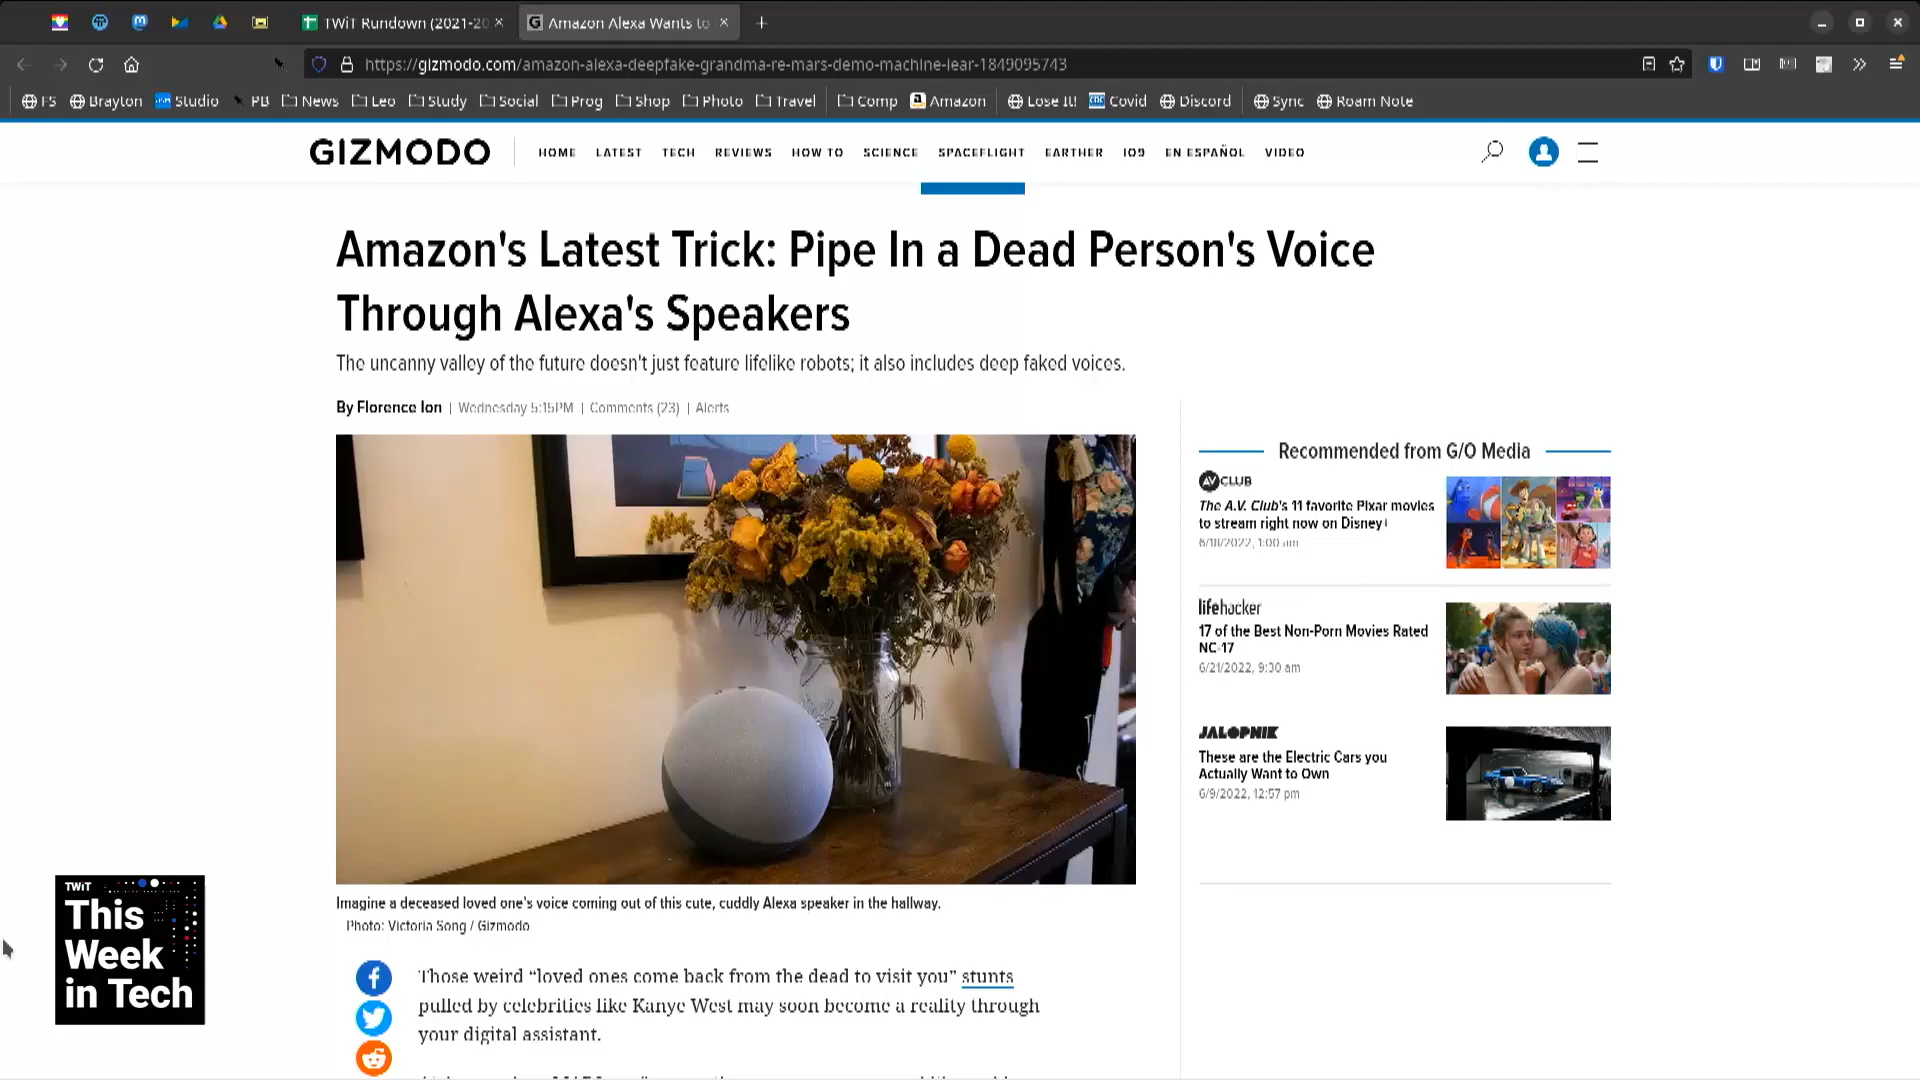 TWiT Rundown (2021-20
Amazon Alexa Wants to
https://gizmodo.com/amazon-alexa-deepfake-grandma-re-mars-demo-machine-lear-1849095743
FS Brayton Studio PB News Leo Study Social Prog Shop Photo Travel Comp Amazon Lose It! Covid Discord Sync Roam Note
GIZMODO HOME LATEST TECH REVIEWS HOW TO SCIENCE SPACEFLIGHT EARTHER IO9 EN ESPAÑOL VIDEO
Amazon's Latest Trick: Pipe In a Dead Person's Voice
Through Alexa's Speakers
The uncanny valley of the future doesn't just feature lifelike robots; it also includes deep faked voices.
By Florence Ion | Wednesday 5:15PM | Comments (23) | Alerts
Imagine a deceased loved one's voice coming out of this cute, cuddly Alexa speaker in the hallway.
Photo: Victoria Song / Gizmodo
Those weird “loved ones come back from the dead to visit you” stunts
pulled by celebrities like Kanye West may soon become a reality through
your digital assistant.
Recommended from G/O Media
AV CLUB
The A.V. Club's 11 favorite Pixar movies
to stream right now on Disney+
6/18/2022, 1:00 am
lifehacker
17 of the Best Non-Porn Movies Rated
NC-17
6/21/2022, 9:30 am
JALOPNIK
These are the Electric Cars you
Actually Want to Own
6/9/2022, 12:57 pm
TWiT
This
Week
in Tech